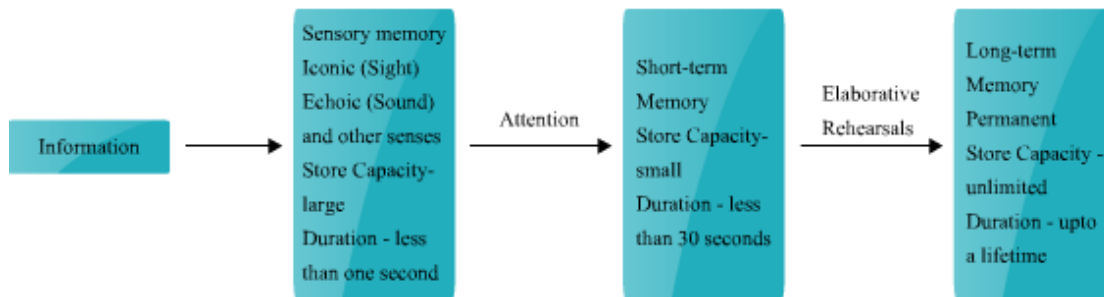 Information
Sensory memory
Iconic (Sight)
Echoic (Sound)
and other senses
Store Capacity-
large
Duration - less
than one second
Attention
Short-term
Memory
Store Capacity-
small
Duration - less
than 30 seconds
Elaborative
Rehearsals
Long-term
Memory
Permanent
Store Capacity -
unlimited
Duration - upto
a lifetime